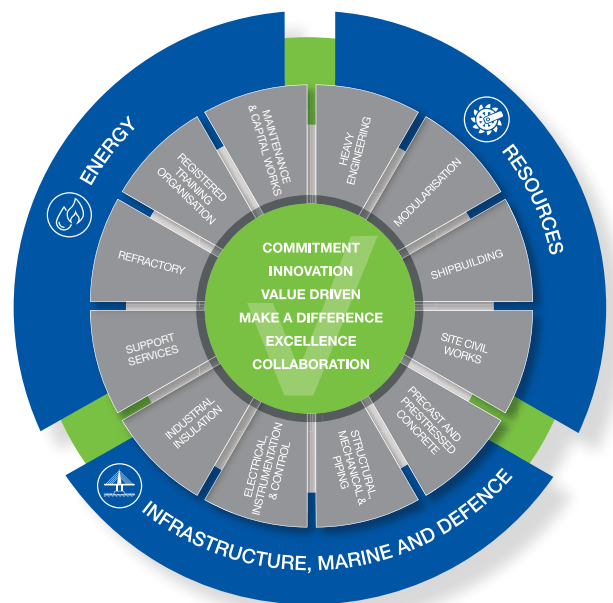 ENERGY
RESOURCES
INFRASTRUCTURE, MARINE AND DEFENCE
HEAVY
ENGINEERING
MODULARISATION
SHIPBUILDING
SITE CIVIL
WORKS
PRECAST AND
PRESTRESSED
CONCRETE
STRUCTURAL
MECHANICAL &
PIPING
ELECTRICAL
INSTRUMENTATION
& CONTROL
INDUSTRIAL
INSULATION
SUPPORT
SERVICES
REFRACTORY
REGISTERED
TRAINING
ORGANISATION
MAINTENANCE
& CAPITAL WORKS
COMMITMENT
INNOVATION
VALUE DRIVEN
MAKE A DIFFERENCE
EXCELLENCE
COLLABORATION